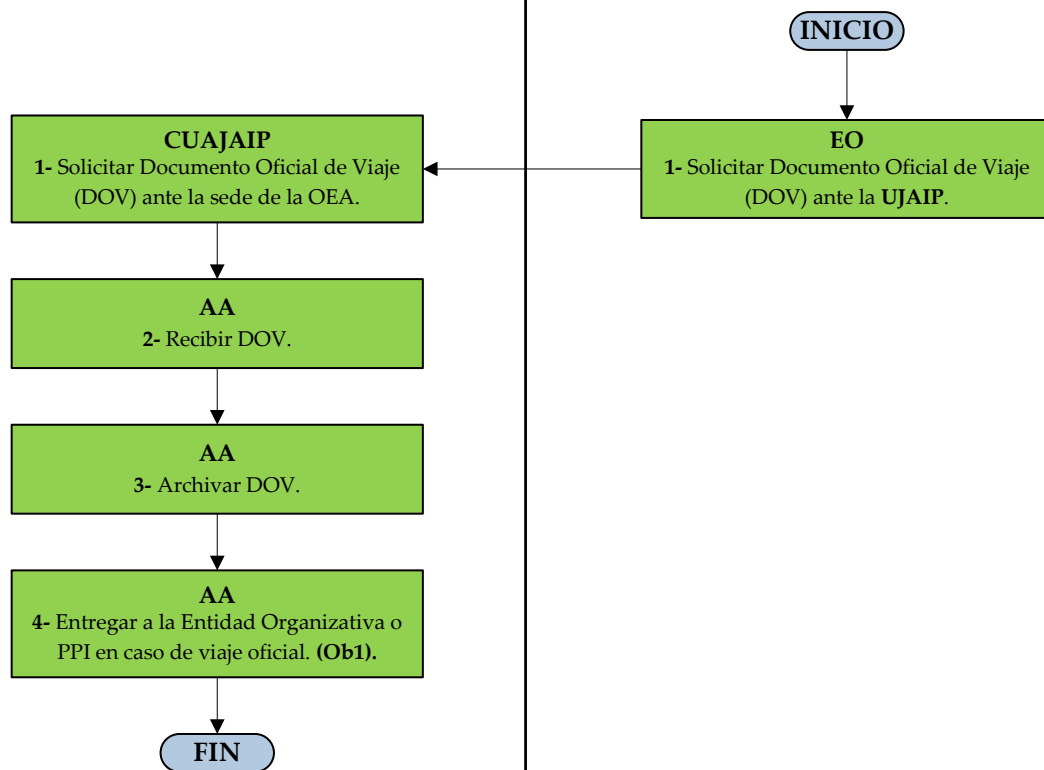 INICIO
EO
1- Solicitar Documento Oficial de Viaje
(DOV) ante la UJAIP.
CUAJAIP
1- Solicitar Documento Oficial de Viaje
(DOV) ante la sede de la OEA.
AA
2- Recibir DOV.
AA
3- Archivar DOV.
AA
4- Entregar a la Entidad Organizativa o
PPI en caso de viaje oficial. (Ob1).
FIN